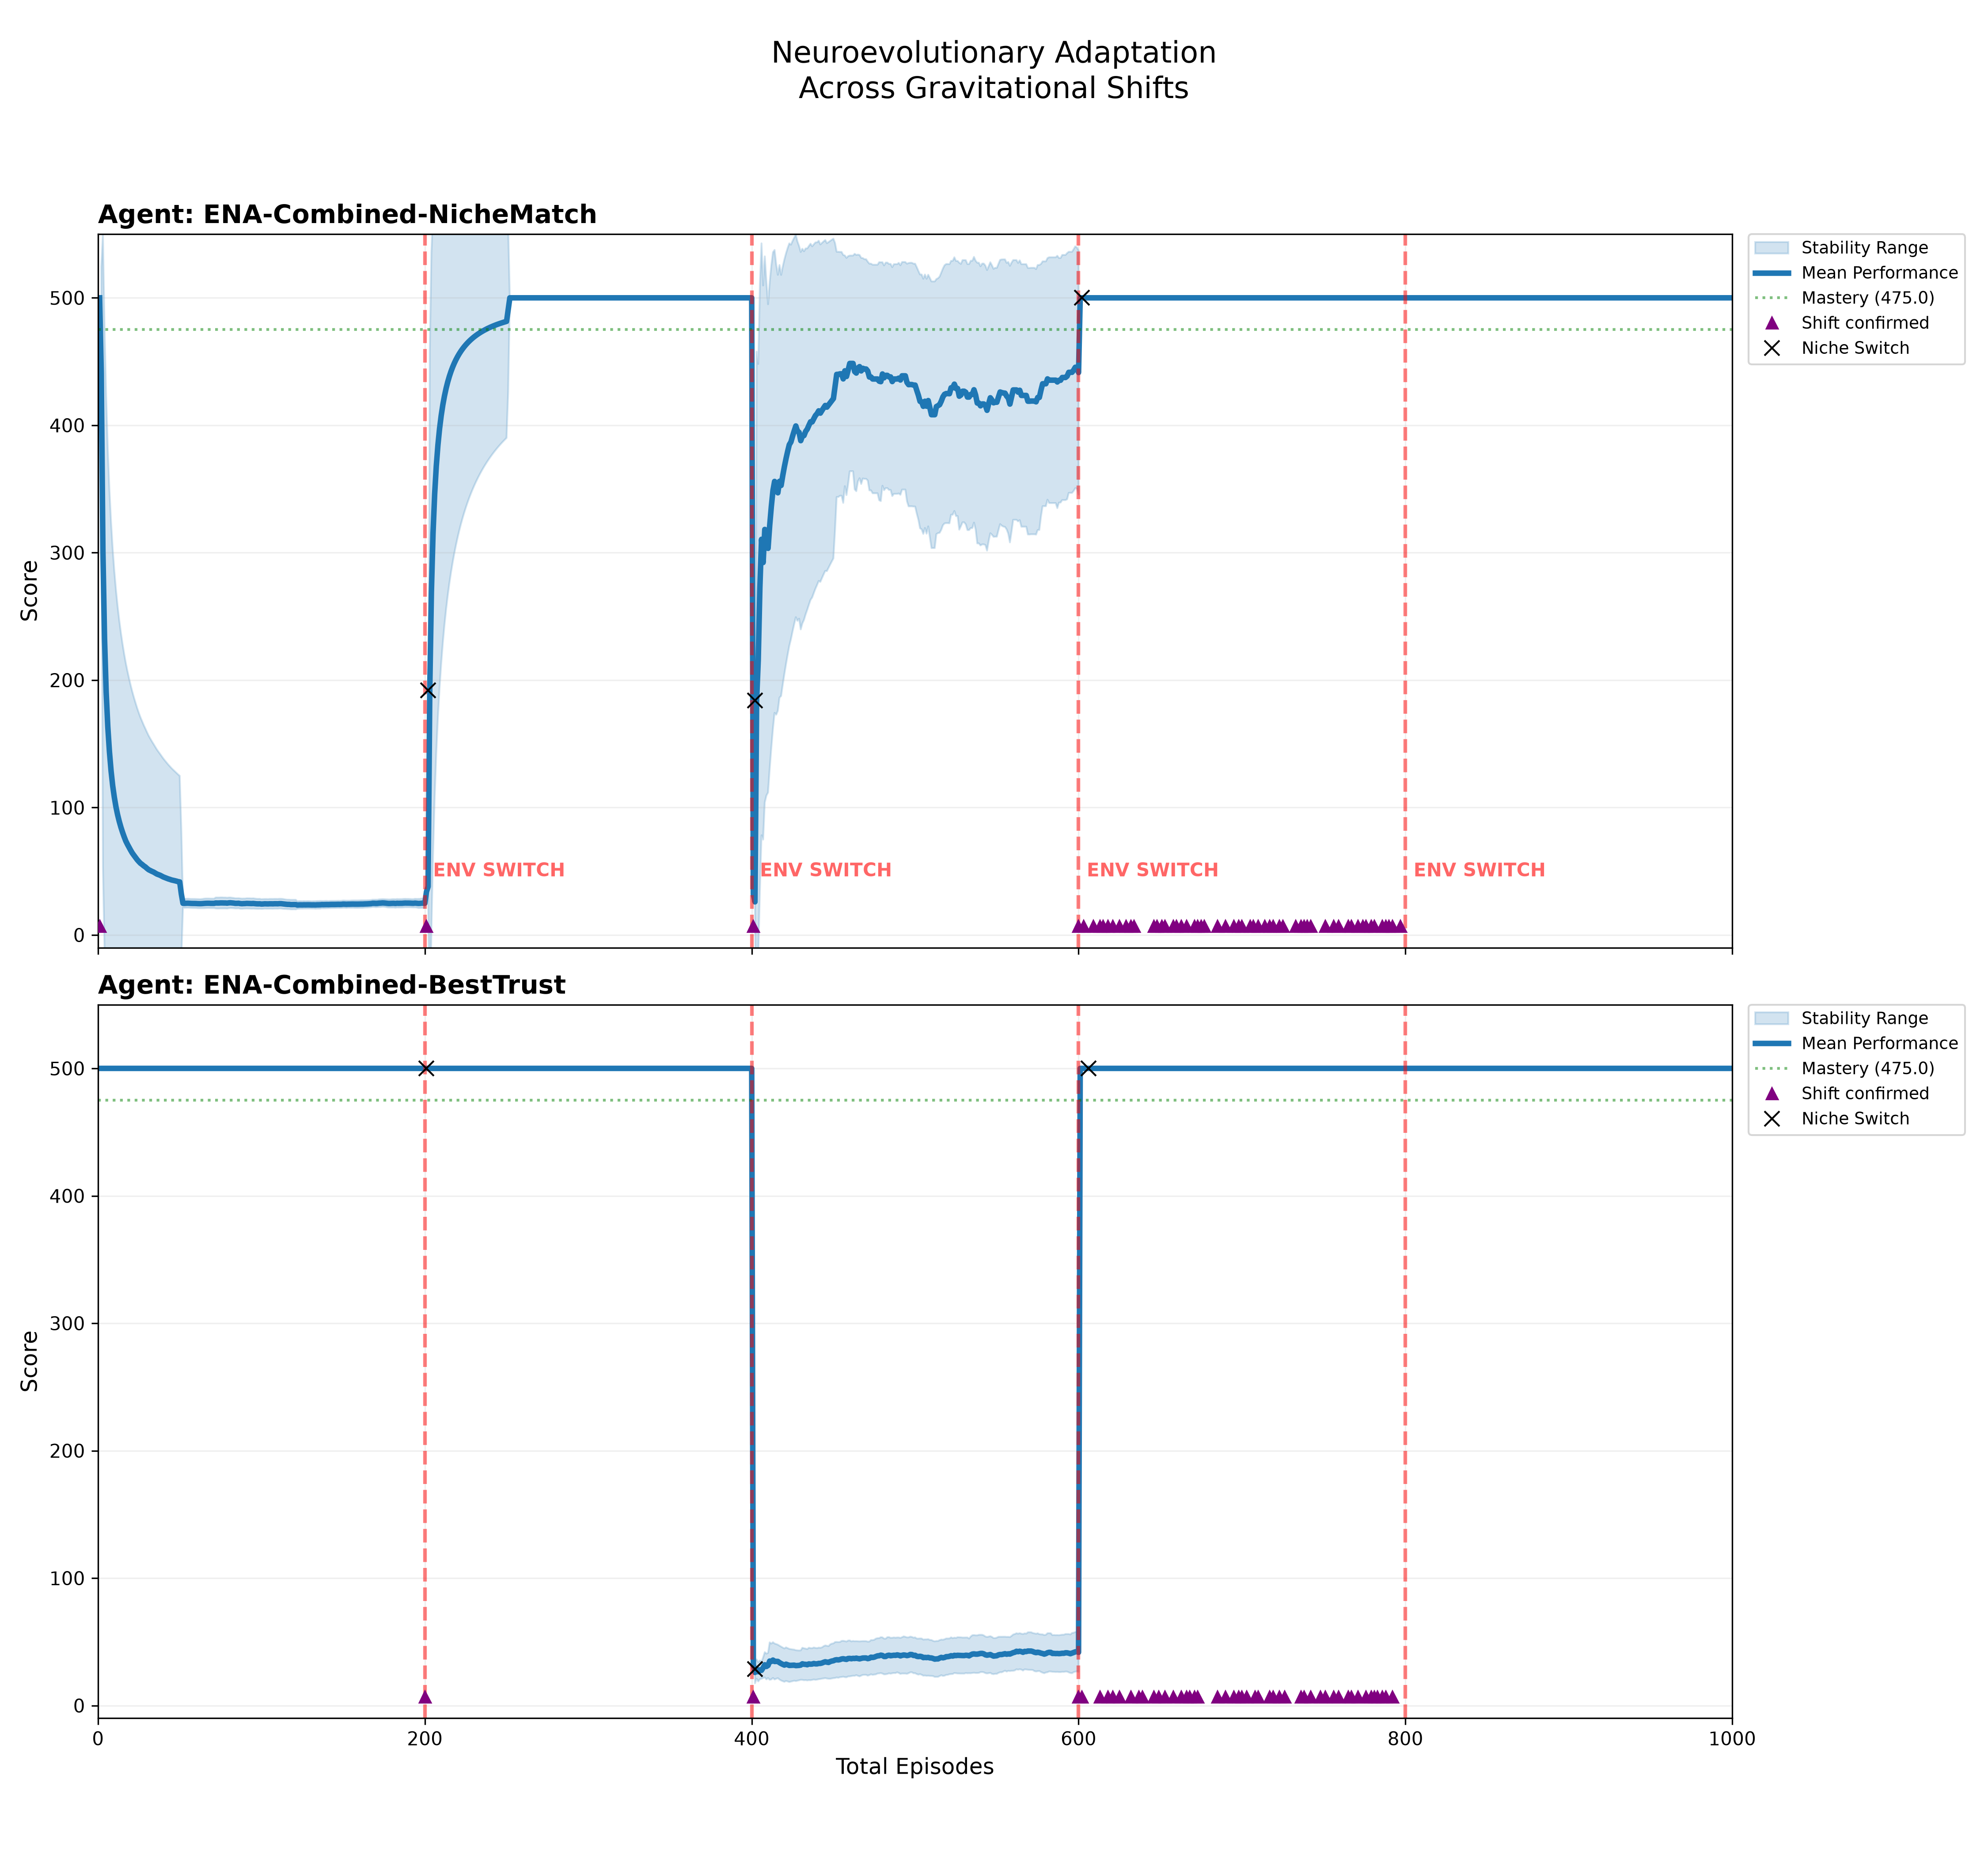 Neuroevolutionary Adaptation
Across Gravitational Shifts
Agent: ENA-Combined-NicheMatch
Stability Range
Mean Performance
Mastery (475.0)
Shift confirmed
Niche Switch
500
400
300
200
100
0
Score
ENV SWITCH
ENV SWITCH
ENV SWITCH
ENV SWITCH
Agent: ENA-Combined-BestTrust
Stability Range
Mean Performance
Mastery (475.0)
Shift confirmed
Niche Switch
500
400
300
200
100
0
Score
0
200
400
600
800
1000
Total Episodes